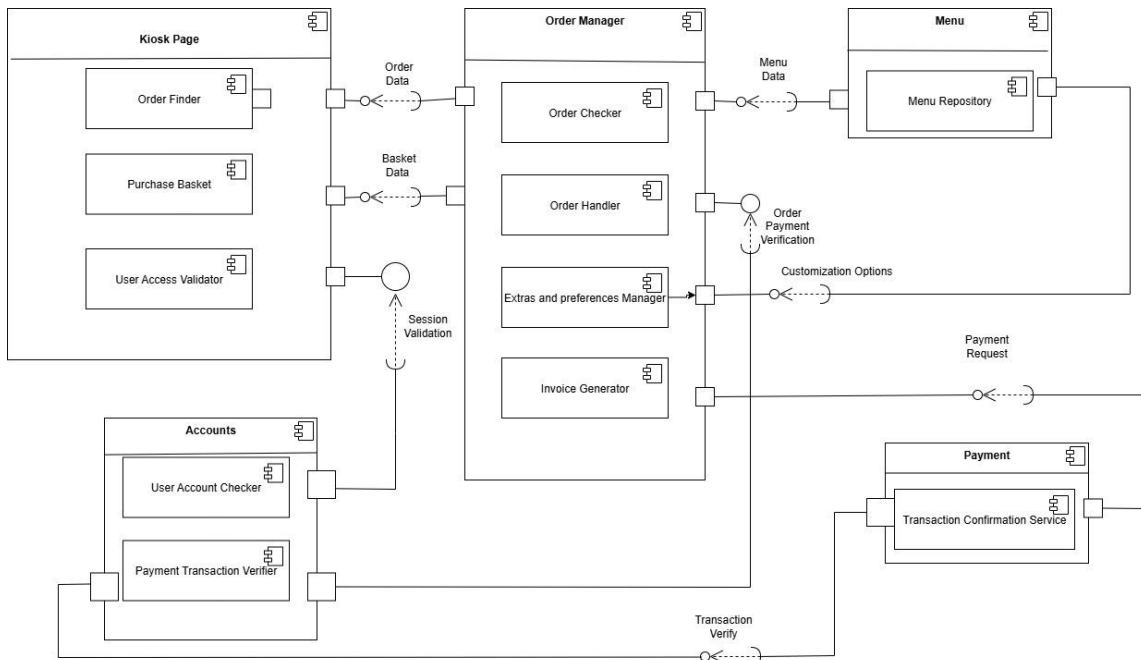 Kiosk Page
Order Finder
Purchase Basket
User Access Validator
Order
Data
Basket
Data
Session
Validation
Order Manager
Order Checker
Order Handler
Extras and preferences Manager
Invoice Generator
Menu
Data
Menu
Menu Repository
Order
Payment
Verification
Customization Options
Payment
Request
Accounts
User Account Checker
Payment Transaction Verifier
Payment
Transaction Confirmation Service
Transaction
Verify